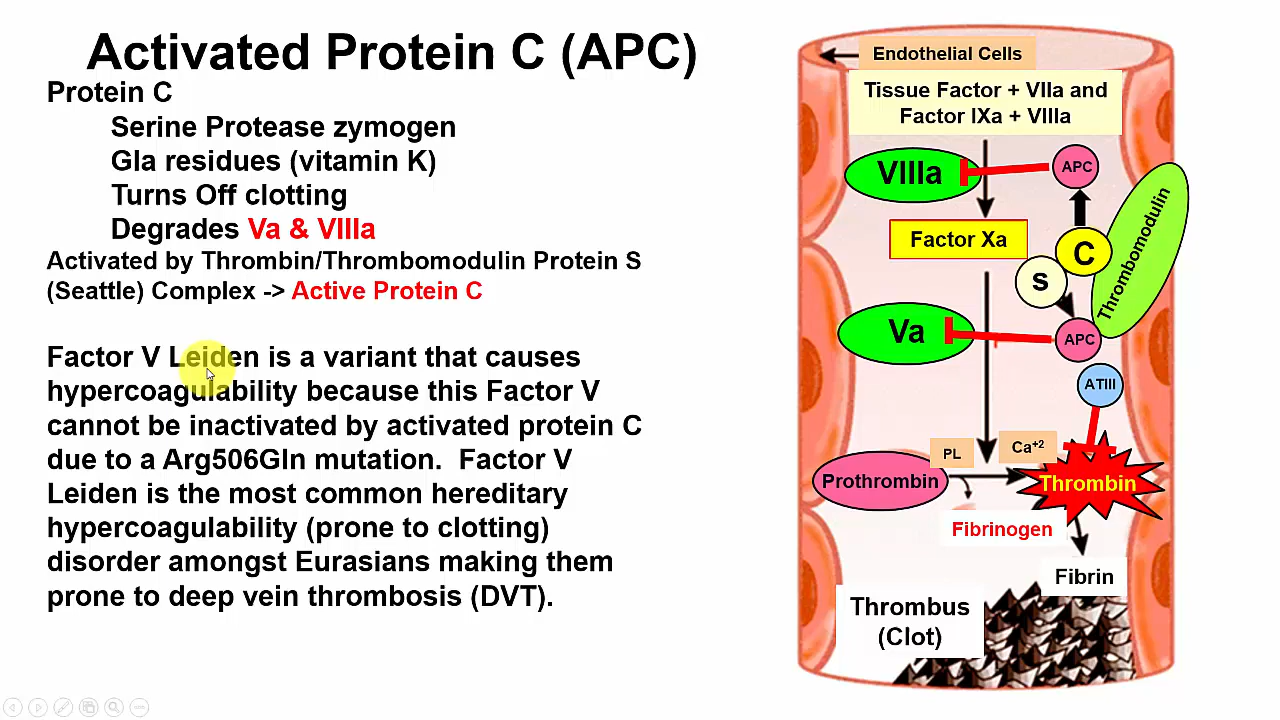 Activated Protein C (APC)
Protein C
Serine Protease zymogen
Gla residues (vitamin K)
Turns Off clotting
Degrades Va & VIIIa
Activated by Thrombin/Thrombomodulin Protein S
(Seattle) Complex -> Active Protein C
Factor V Leiden is a variant that causes
hypercoagulability because this Factor V
cannot be inactivated by activated protein C
due to a Arg506Gln mutation. Factor V
Leiden is the most common hereditary
hypercoagulability (prone to clotting)
disorder amongst Eurasians making them
prone to deep vein thrombosis (DVT).
Endothelial Cells
Tissue Factor + VIIa and
Factor IXa + VIIIa
VIIIa
APC
Thrombomodulin
Factor Xa
C
S
Va
APC
ATIII
PL
Ca+2
Prothrombin
Thrombin
Fibrinogen
Fibrin
Thrombus
(Clot)